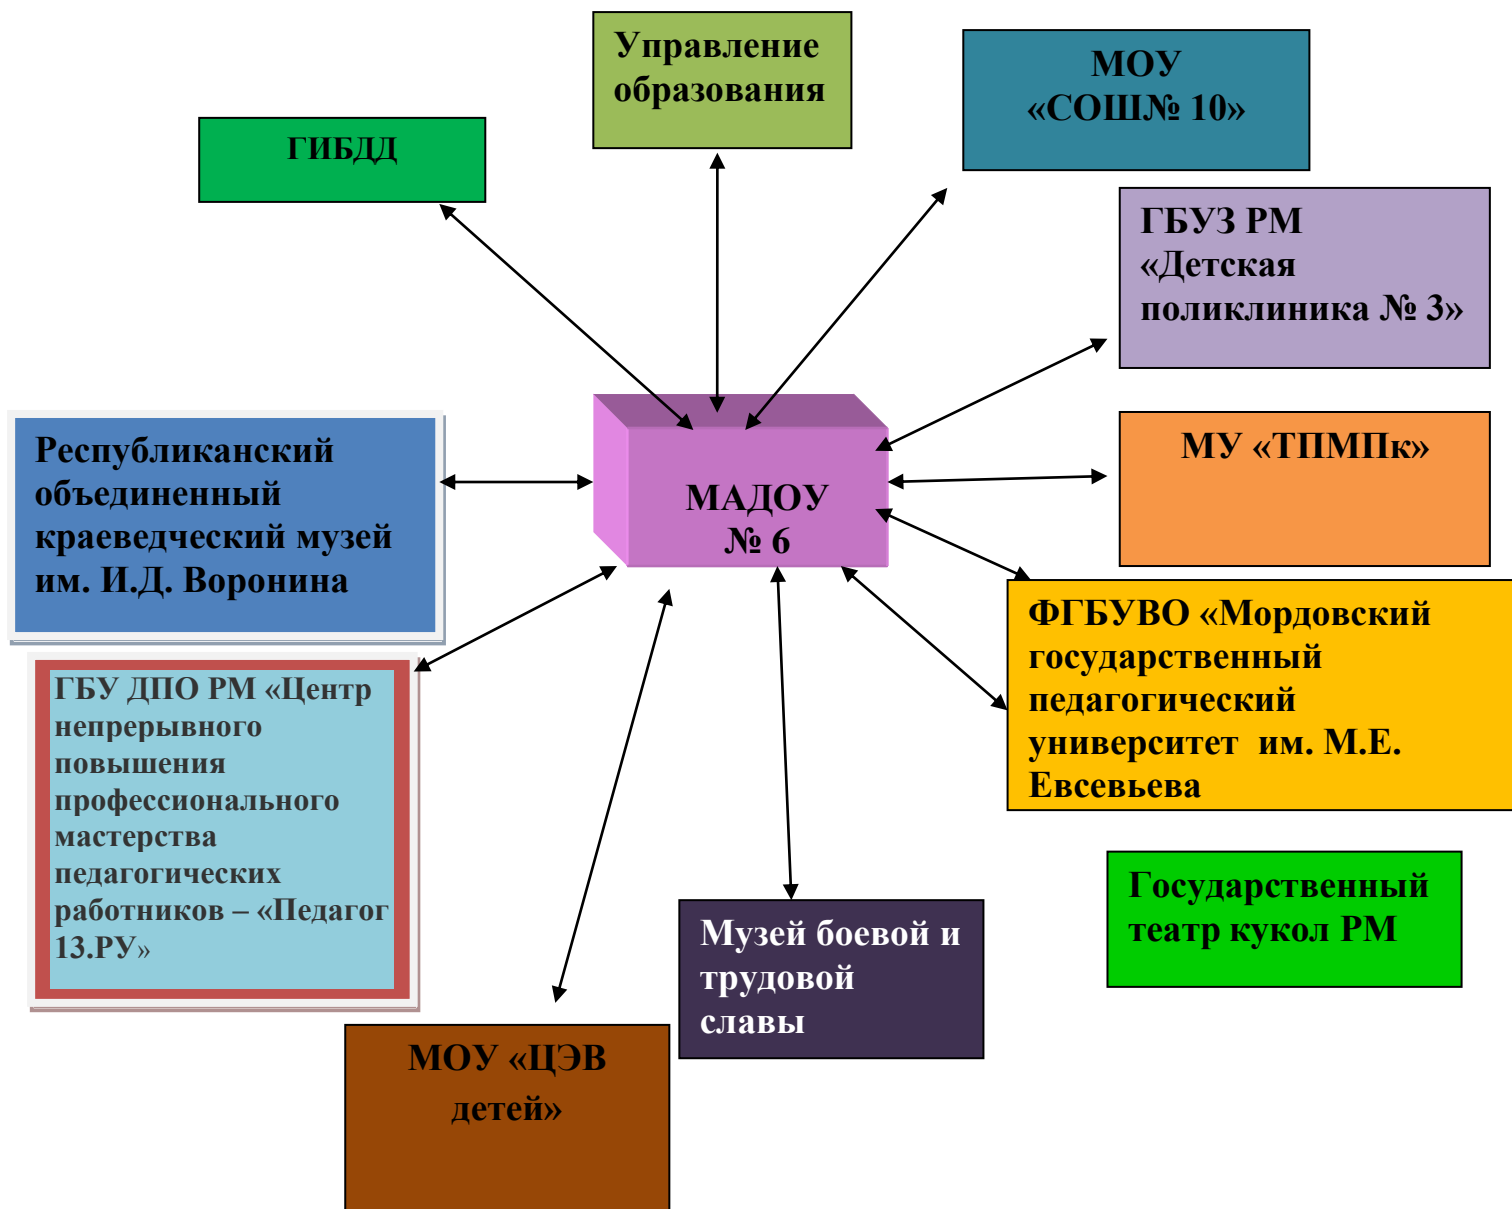 Управление
образования
МОУ
«СОШ№ 10»
ГИБДД
ГБУЗ РМ
«Детская
поликлиника № 3»
Республиканский
объединенный
краеведческий музей
им. И.Д. Воронина
МАДОУ
№ 6
МУ «ТПМПк»
ФГБУВО «Мордовский
государственный
педагогический
университет им. М.Е.
Евсевьева
ГБУ ДПО РМ «Центр
непрерывного
повышения
профессионального
мастерства
педагогических
работников – «Педагог
13.РУ»
Государственный
театр кукол РМ
Музей боевой и
трудовой
славы
МОУ «ЦЭВ
детей»